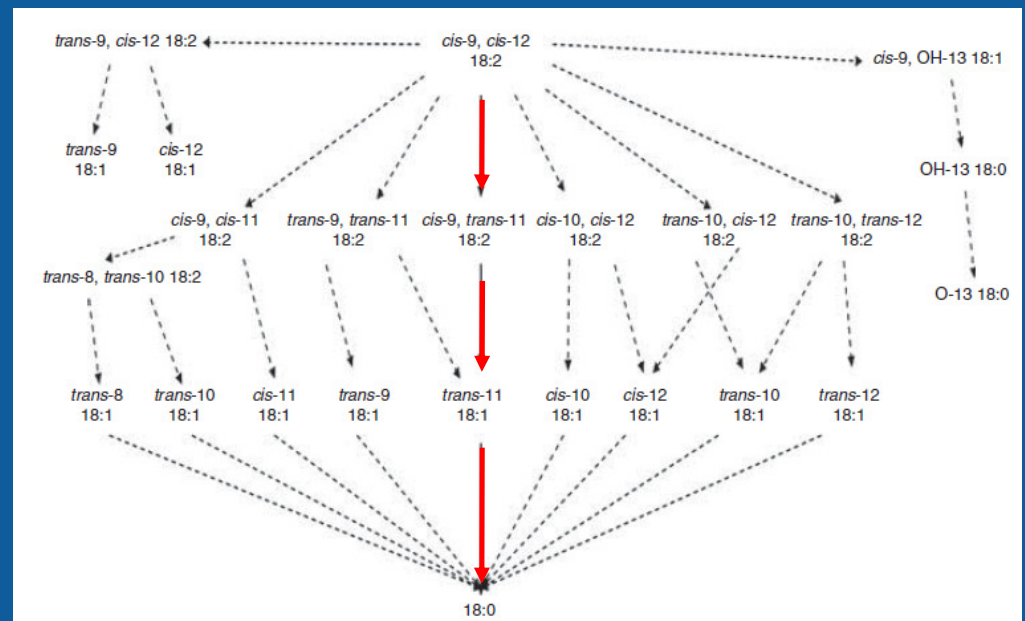 trans-9, cis-12 18:2
cis-9, cis-12
18:2
cis-9, OH-13 18:1
trans-9
18:1
cis-12
18:1
OH-13 18:0
cis-9, cis-11
18:2
trans-9, trans-11
18:2
cis-9, trans-11
18:2
cis-10, cis-12
18:2
trans-10, cis-12
18:2
trans-10, trans-12
18:2
trans-8, trans-10 18:2
O-13 18:0
trans-8
18:1
trans-10
18:1
cis-11
18:1
trans-9
18:1
trans-11
18:1
cis-10
18:1
cis-12
18:1
trans-10
18:1
trans-12
18:1
18:0